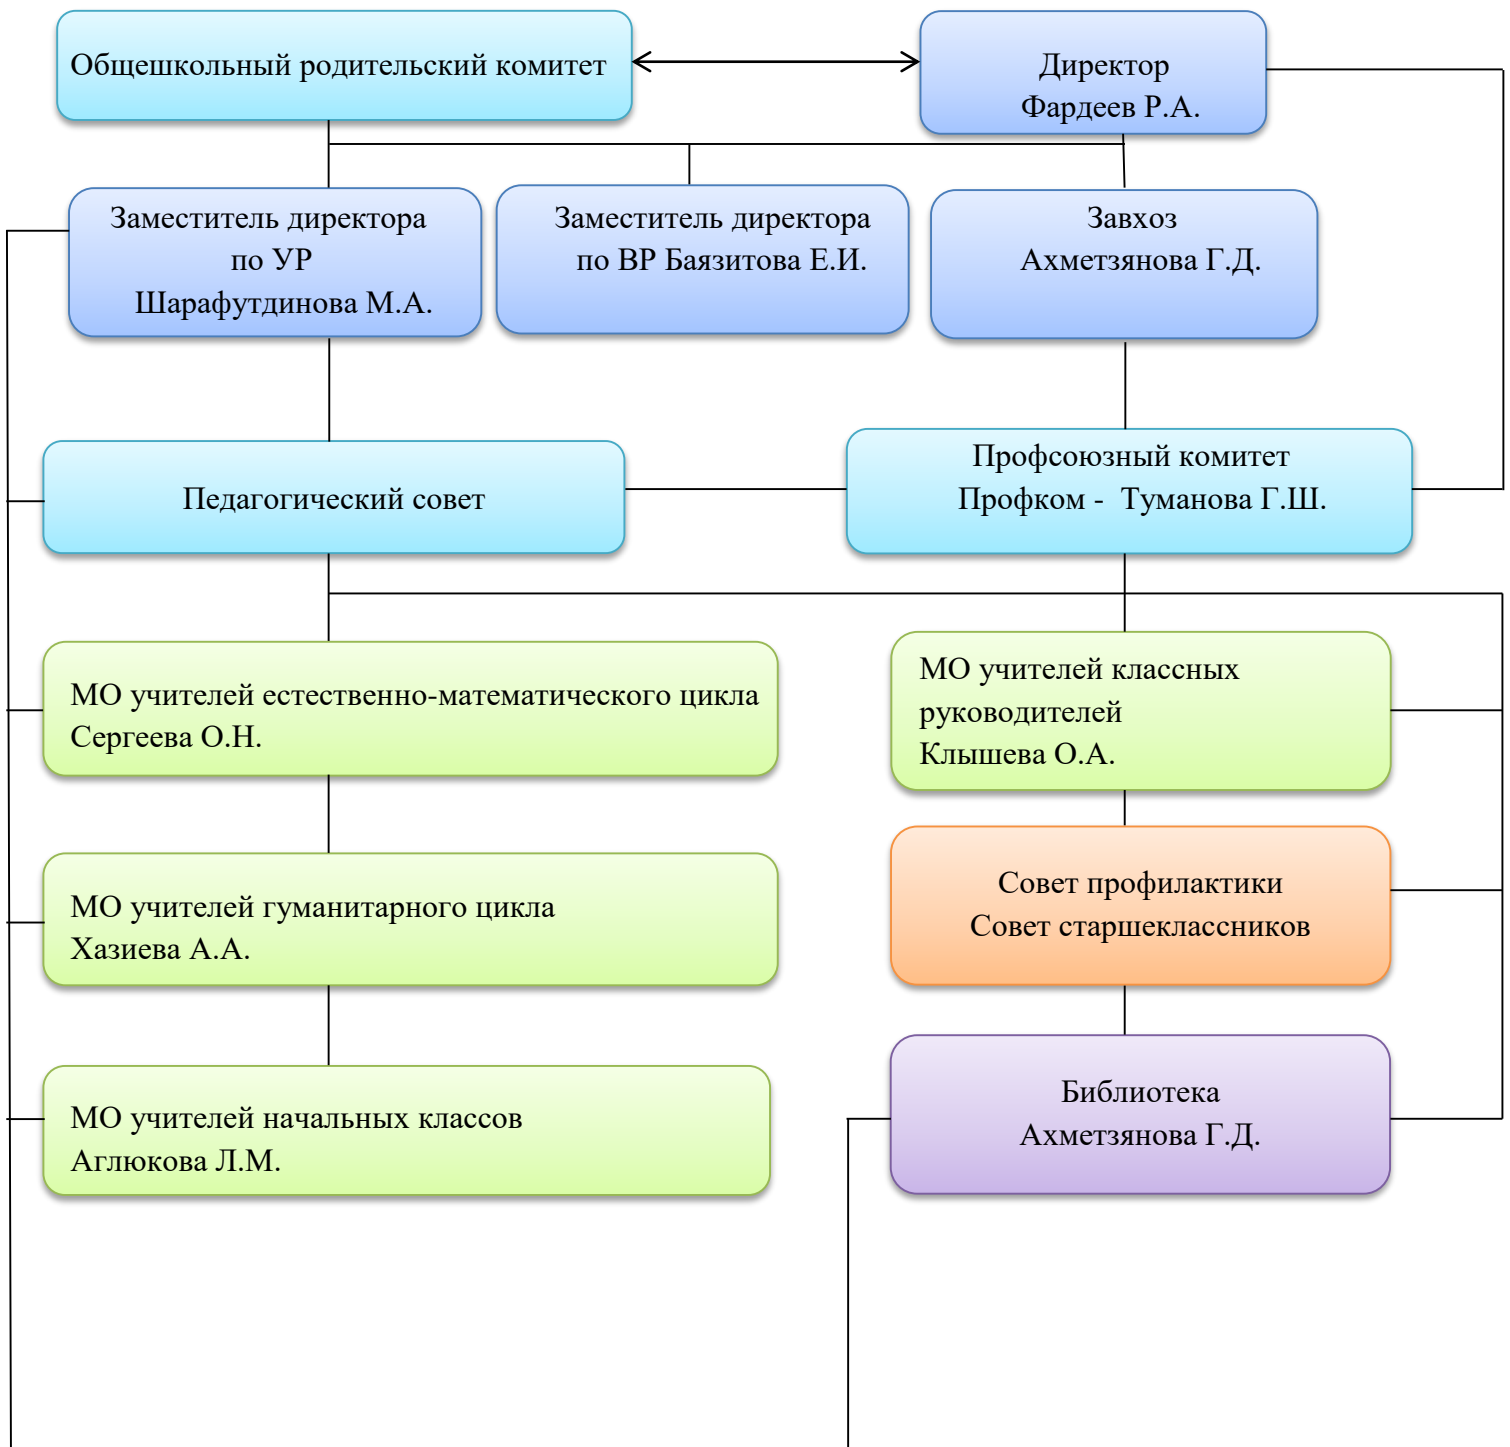 Общешкольный родительский комитет
Директор
Фардеев Р.А.
Заместитель директора
по УР
Шарафутдинова М.А.
Заместитель директора
по ВР Баязитова Е.И.
Завхоз
Ахметзянова Г.Д.
Педагогический совет
Профсоюзный комитет
Профком - Туманова Г.Ш.
МО учителей естественно-математического цикла
Сергеева О.Н.
МО учителей классных
руководителей
Клышева О.А.
МО учителей гуманитарного цикла
Хазиева А.А.
Совет профилактики
Совет старшеклассников
МО учителей начальных классов
Аглюкова Л.М.
Библиотека
Ахметзянова Г.Д.